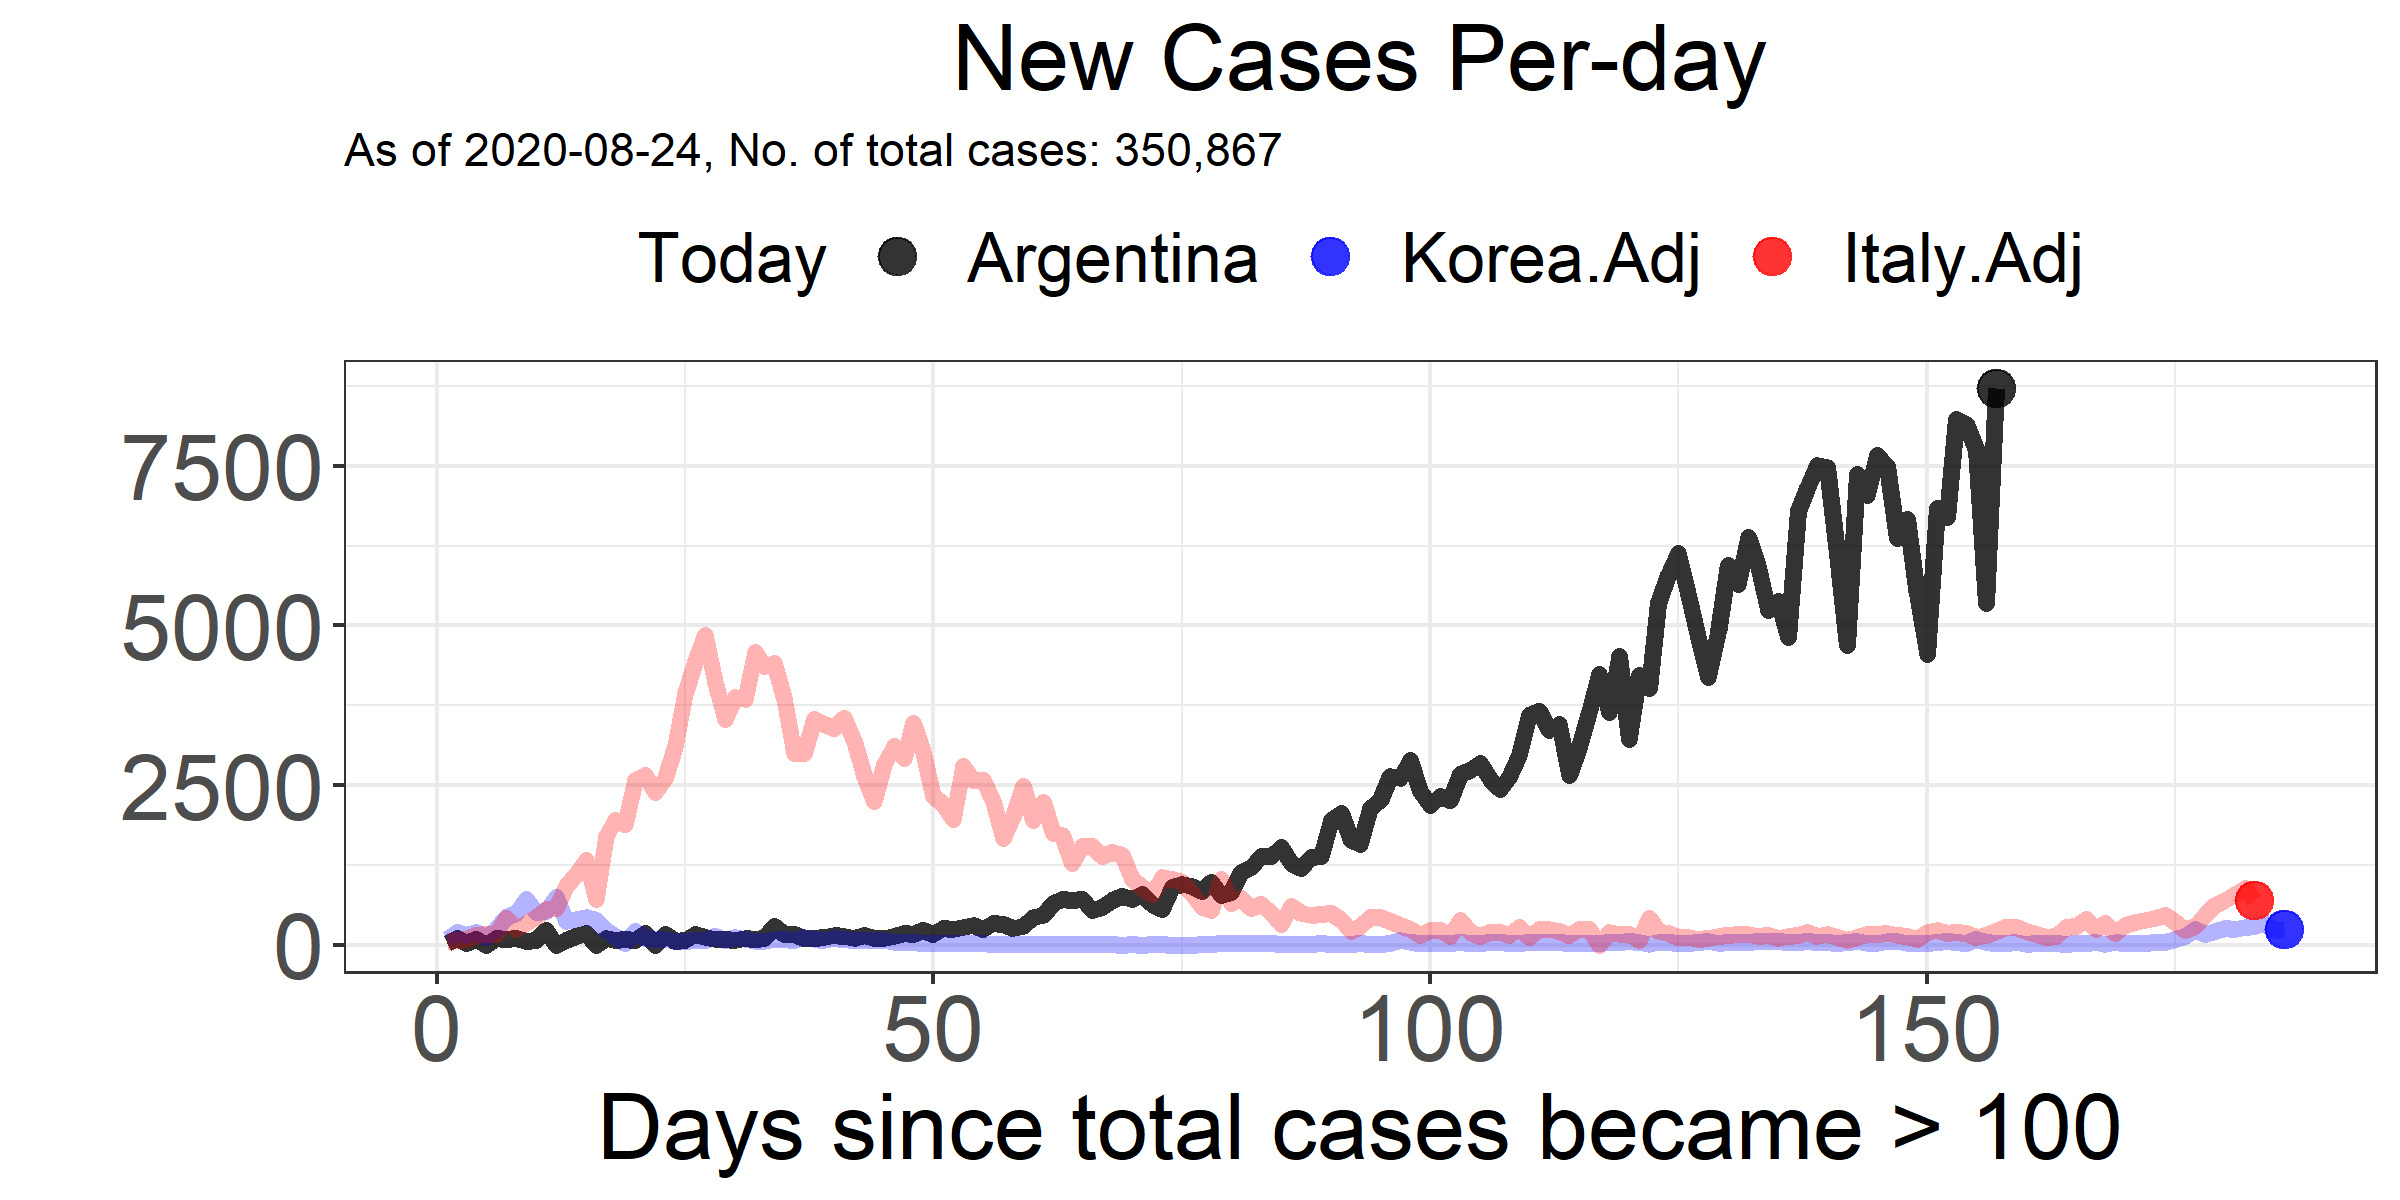 New Cases Per-day
As of 2020-08-24, No. of total cases: 350,867
Today Argentina Korea.Adj Italy.Adj
7500
5000
2500
0
0 50 100 150
Days since total cases became > 100